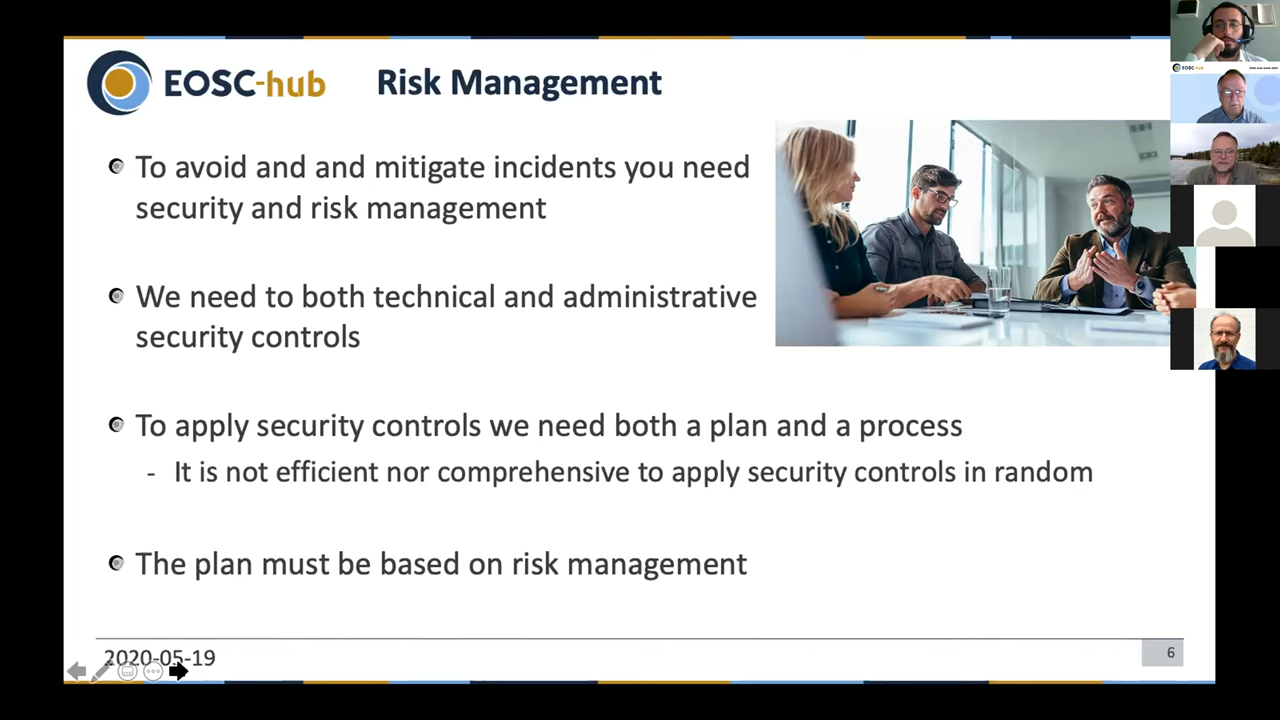 EOSC-hub
Risk Management
To avoid and and mitigate incidents you need
security and risk management
We need to both technical and administrative
security controls
To apply security controls we need both a plan and a process
- It is not efficient nor comprehensive to apply security controls in random
The plan must be based on risk management
2020-05-19
6
EOSC-hub